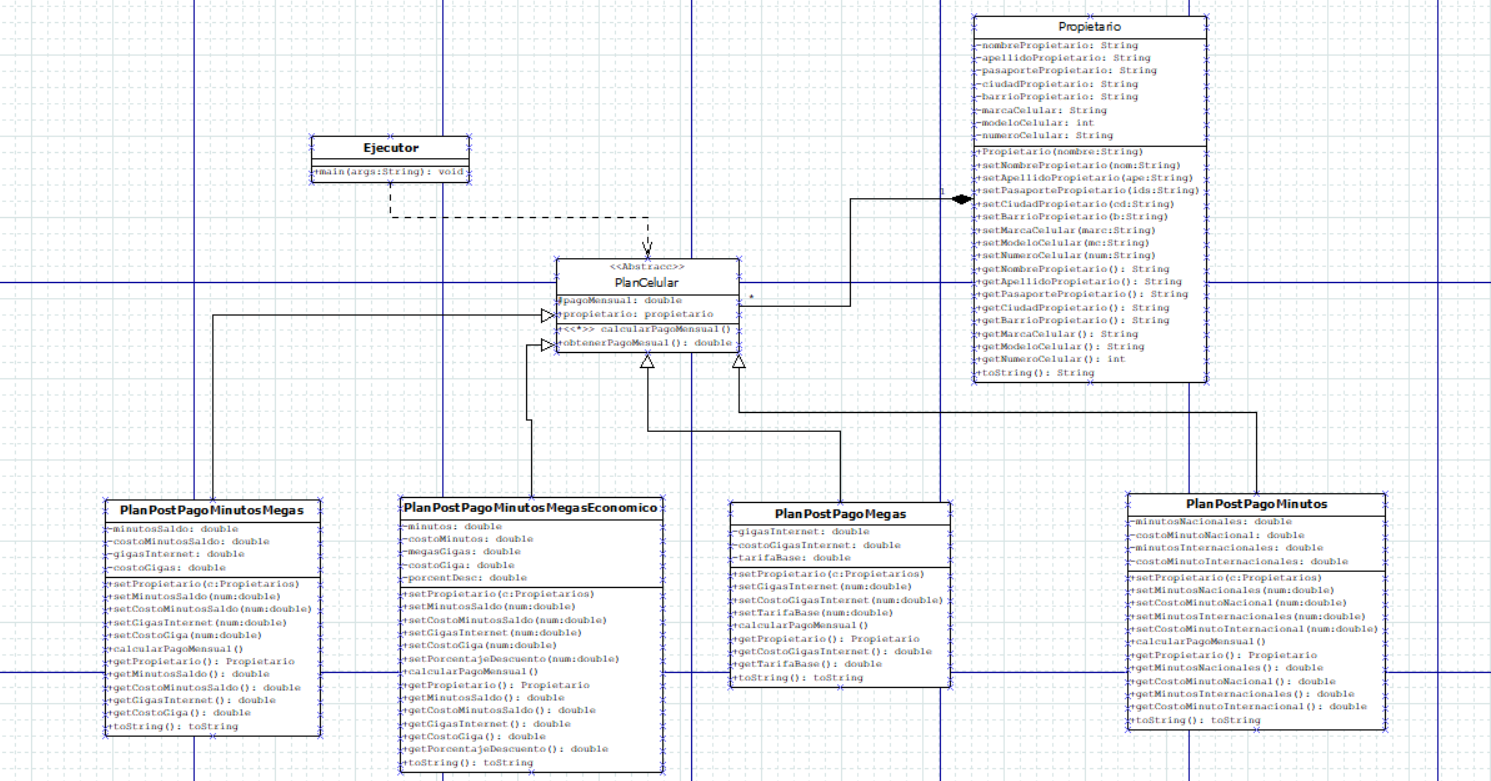 Propietario
-nombrePropietario: String
-apellidoPropietario: String
-pasaportePropietario: String
-ciudadPropietario: String
-barrioPropietario: String
-marcaCelular: String
-modeloCelular: int
-numeroCelular: String
+Propietario(nombre:String)
+setNombrePropietario(nom:String)
+setApellidoPropietario(ape:String)
+setPasaportePropietario(ids:String)
+setCiudadPropietario(cd:String)
+setBarrioPropietario(b:String)
+setMarcaCelular(marc:String)
+setModeloCelular(mc:String)
+setNumeroCelular(num:String)
+getNombrePropietario(): String
+getApellidoPropietario(): String
+getPasaportePropietario(): String
+getCiudadPropietario(): String
+getBarrioPropietario(): String
+getMarcaCelular(): String
+getModeloCelular(): String
+getNumeroCelular(): int
+toString(): String
Ejecutor
+main(args:String): void
1
*
<<Abstracc>>
PlanCelular
#pagoMensual: double
+propietario: propietario
+<<*>> calcularPagoMensual()
+obtenerPagoMesual(): double
PlanPostPagoMinutosMegas
-minutosSaldo: double
-costoMinutosSaldo: double
-gigasInternet: double
-costoGigas: double
+setPropietario(c:Propietarios)
+setMinutosSaldo(num:double)
+setCostoMinutosSaldo(num:double)
+setGigasInternet(num:double)
+setCostoGiga(num:double)
+calcularPagoMensual()
+getPropietario(): Propietario
+getMinutosSaldo(): double
+getCostoMinutosSaldo(): double
+getGigasInternet(): double
+getCostoGiga(): double
+toString(): toString
PlanPostPagoMinutosMegasEconomico
-minutos: double
-costoMinutos: double
-megasGigas: double
-costoGiga: double
-porcentDesc: double
+setPropietario(c:Propietarios)
+setMinutosSaldo(num:double)
+setCostoMinutosSaldo(num:double)
+setGigasInternet(num:double)
+setCostoGiga(num:double)
+setPorcentajeDescuento(num:double)
+calcularPagoMensual()
+getPropietario(): Propietario
+getMinutosSaldo(): double
+getCostoMinutosSaldo(): double
+getGigasInternet(): double
+getCostoGiga(): double
+getPorcentajeDescuento(): double
+toString(): toString
PlanPostPagoMegas
-gigasInternet: double
-costoGigasInternet: double
-tarifaBase: double
+setPropietario(c:Propietarios)
+setGigasInternet(num:double)
+setCostoGigasInternet(num:double)
+setTarifaBase(num:double)
+calcularPagoMensual()
+getPropietario(): Propietario
+getCostoGigasInternet(): double
+getTarifaBase(): double
+toString(): toString
PlanPostPagoMinutos
-minutosNacionales: double
-costoMinutoNacional: double
-minutosInternacionales: double
-costoMinutoInternacionales: double
+setPropietario(c:Propietarios)
+setMinutosNacionales(num:double)
+setCostoMinutoNacional(num:double)
+setMinutosInternacionales(num:double)
+setCostoMinutoInternacional(num:double)
+calcularPagoMensual()
+getPropietario(): Propietario
+getMinutosNacionales(): double
+getCostoMinutoNacional(): double
+getMinutosInternacionales(): double
+getCostoMinutoInternacional(): double
+toString(): toString